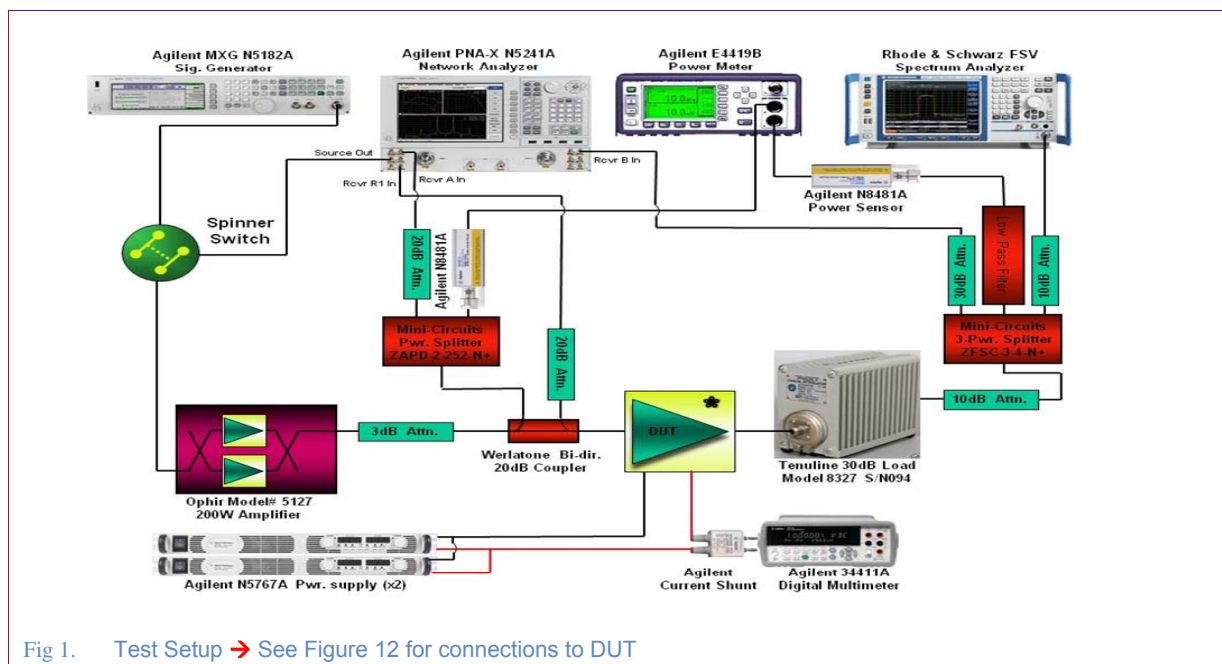 Agilent MXG N5182A
Sig. Generator
Agilent PNA-X N5241A
Network Analyzer
Agilent E4419B
Power Meter
Rhode & Schwarz FSV
Spectrum Analyzer
Source Out
Rcvr R1 In
Rcvr A In
Rcvr B In
Agilent N8481A
Power Sensor
Spinner
Switch
20dB Attn.
Agilent N8481A
30dB Attn.
Low Pass Filter
10dB Attn.
Mini-Circuits
Pwr. Splitter
ZAPD-2-252-N+
20dB Attn.
Mini-Circuits
3-Pwr. Splitter
ZFSC-3-4-N+
10dB Attn.
3dB Attn.
DUT
*
Werlatone Bi-dir.
20dB Coupler
Tenuline 30dB Load
Model 8327 S/N094
Ophir Model# 5127
200W Amplifier
Agilent N5767A Pwr. supply (x2)
Agilent
Current Shunt
Agilent 34411A
Digital Multimeter
Fig 1. Test Setup → See Figure 12 for connections to DUT